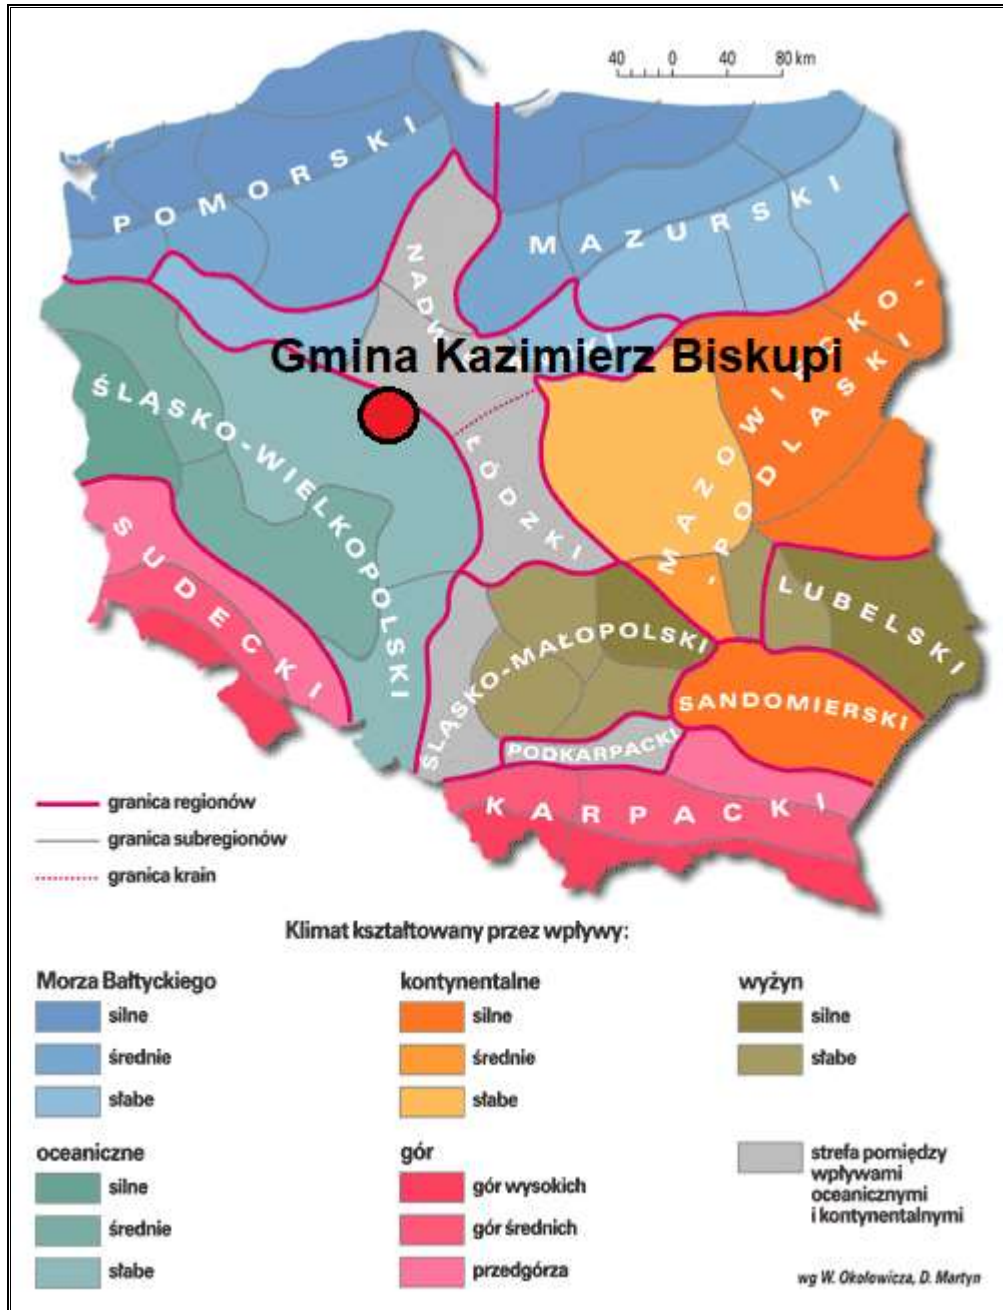 40 0 40 80 km
POMORSKI
MAZURSKI
Gmina Kazimierz Biskupi
MAZOWIECKO-
-PODLASKI
ŚLĄSKO-WIELKOPOLSKI
ŁÓDZKI
SUDECKI
LUBELSKI
ŚLĄSKO-MAŁOPOLSKI
SANDOMIERSKI
PODKARPACKI
KARPACKI
granica regionów
granica subregionów
granica krain
Klimat kształtowany przez wpływy:
Morza Bałtyckiego
silne
średnie
słabe
kontynentalne
silne
średnie
słabe
wyżyn
silne
słabe
oceaniczne
silne
średnie
słabe
gór
gór wysokich
gór średnich
przedgórza
strefa pomiędzy
wpływami
oceanicznymi
i kontynentalnymi
wg W. Okołowicza, D. Martyn